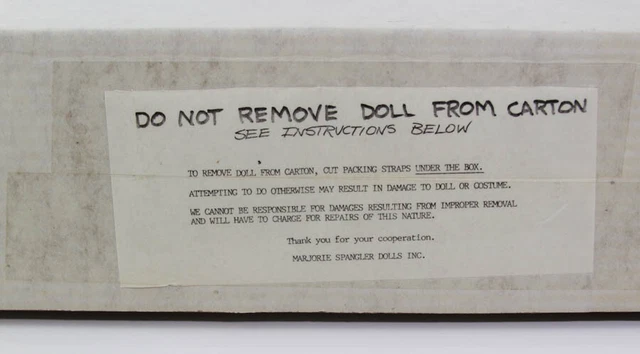 DO NOT REMOVE DOLL FROM CARTON
SEE INSTRUCTIONS BELOW
TO REMOVE DOLL FROM CARTON, CUT PACKING STRAPS UNDER THE BOX.
ATTEMPTING TO DO OTHERWISE MAY RESULT IN DAMAGE TO DOLL OR COSTUME.
WE CANNOT BE RESPONSIBLE FOR DAMAGES RESULTING FROM IMPROPER REMOVAL
AND WILL HAVE TO CHARGE FOR REPAIRS OF THIS NATURE.
Thank you for your cooperation.
MARJORIE SPANGLER DOLLS INC.